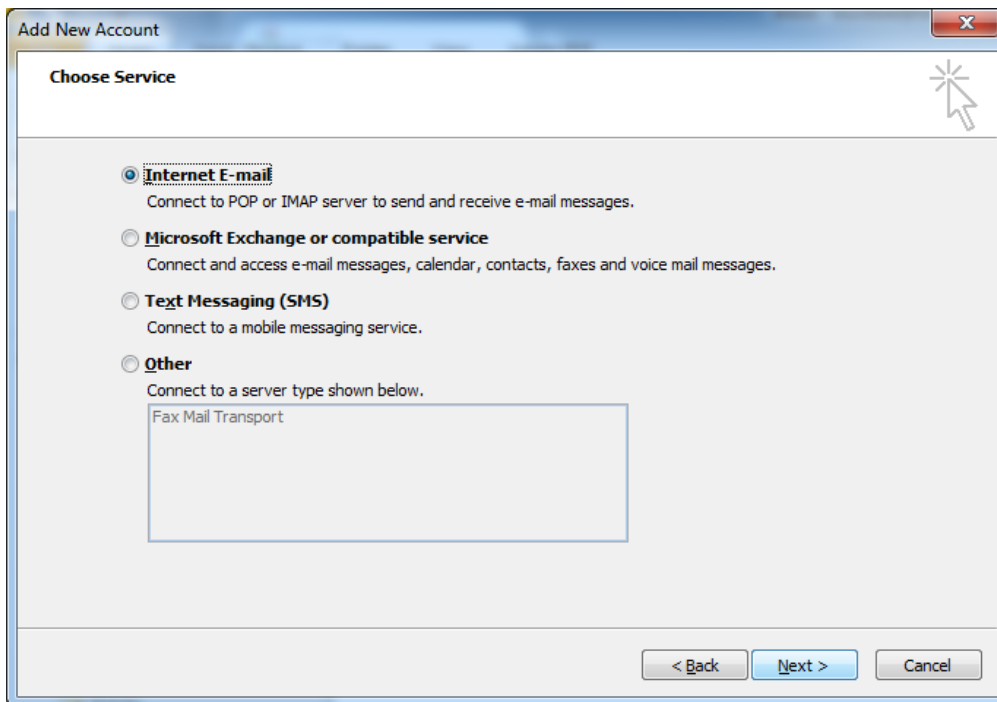 Add New Account
X
Choose Service
Internet E-mail
Connect to POP or IMAP server to send and receive e-mail messages.
Microsoft Exchange or compatible service
Connect and access e-mail messages, calendar, contacts, faxes and voice mail messages.
Text Messaging (SMS)
Connect to a mobile messaging service.
Other
Connect to a server type shown below.
Fax Mail Transport
< Back Next > Cancel